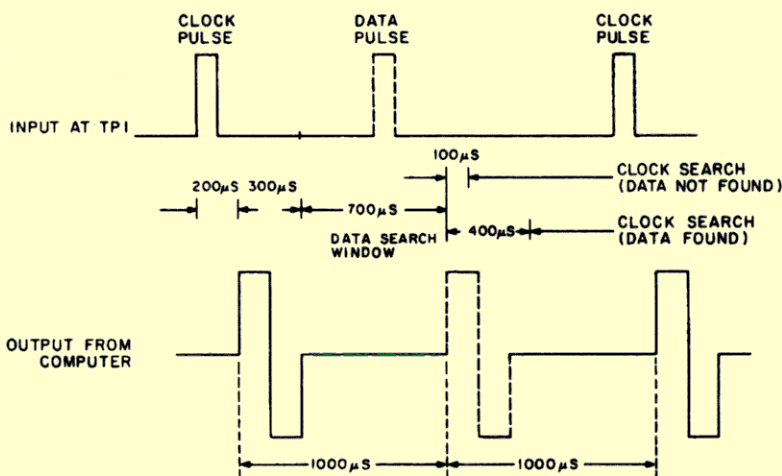 CLOCK
PULSE
DATA
PULSE
CLOCK
PULSE
INPUT AT TP1
100µS
CLOCK SEARCH
(DATA NOT FOUND)
200µS 300µS
700µS
400µS
CLOCK SEARCH
(DATA FOUND)
DATA SEARCH
WINDOW
OUTPUT FROM
COMPUTER
1000µS
1000µS